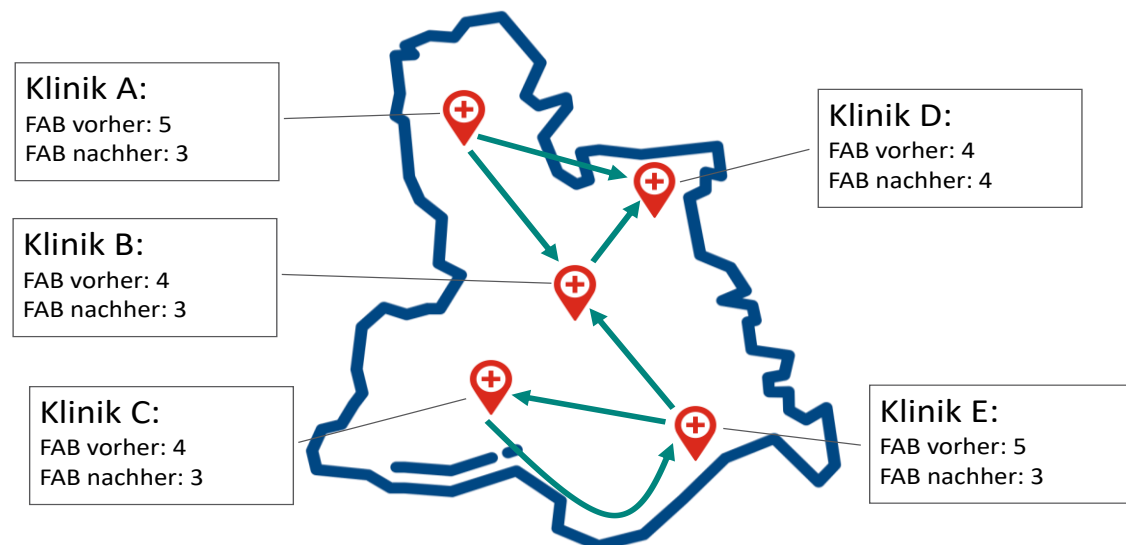 Klinik A:
FAB vorher: 5
FAB nachher: 3
Klinik B:
FAB vorher: 4
FAB nachher: 3
Klinik C:
FAB vorher: 4
FAB nachher: 3
Klinik D:
FAB vorher: 4
FAB nachher: 4
Klinik E:
FAB vorher: 5
FAB nachher: 3